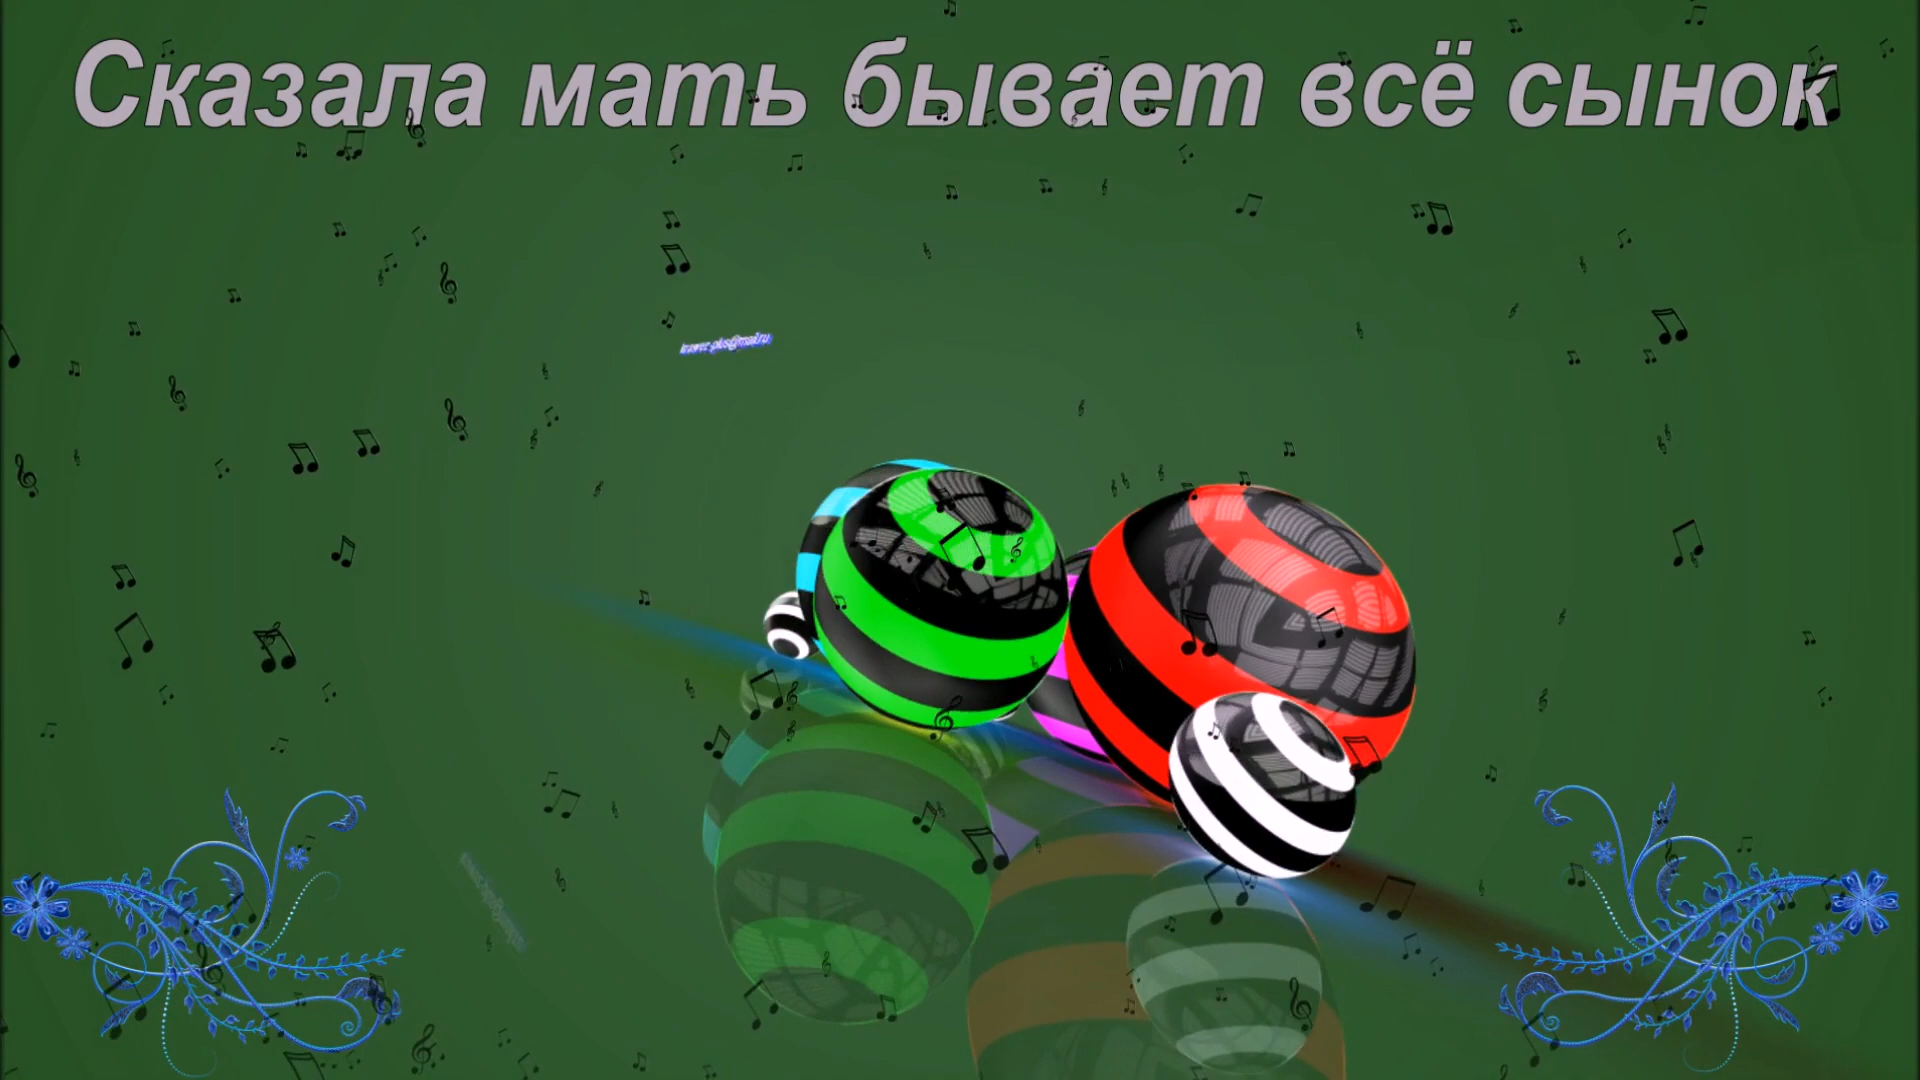 Сказала мать бывает всё сынок